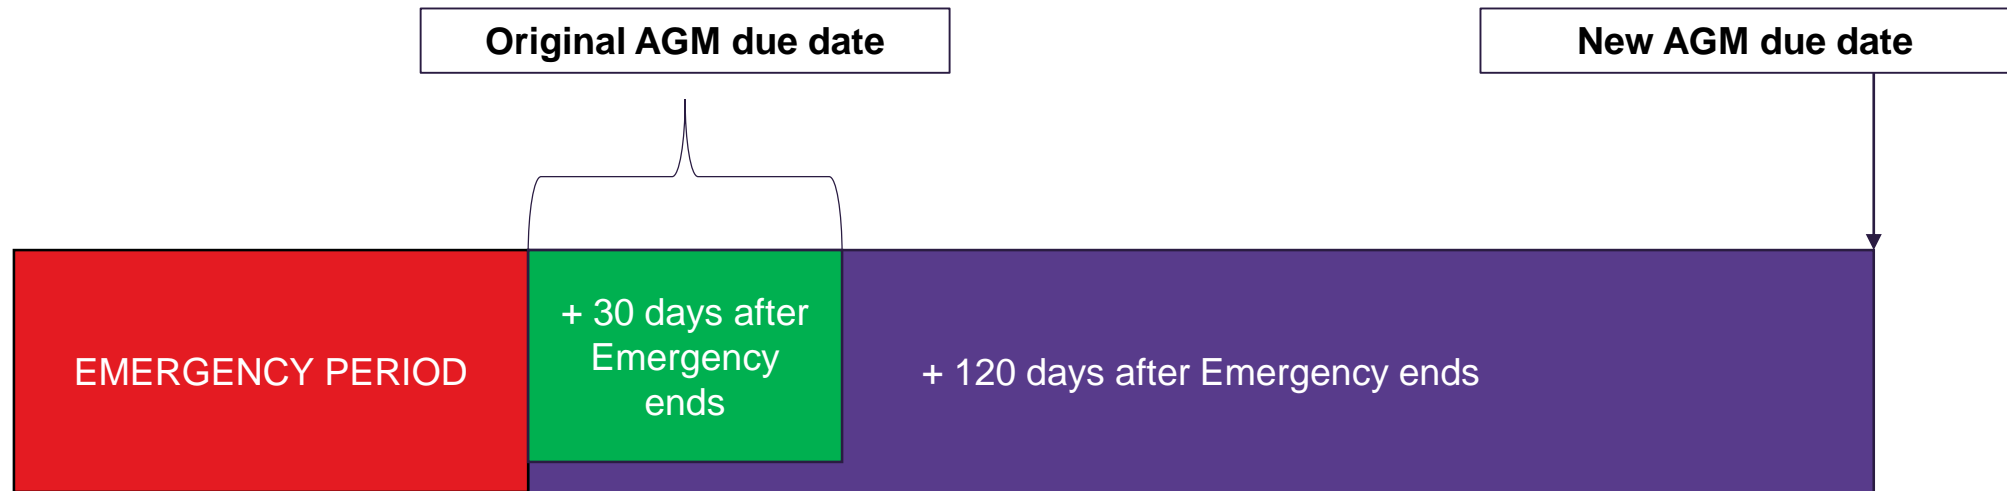 Original AGM due date
New AGM due date
EMERGENCY PERIOD
+ 30 days after
Emergency
ends
+ 120 days after Emergency ends